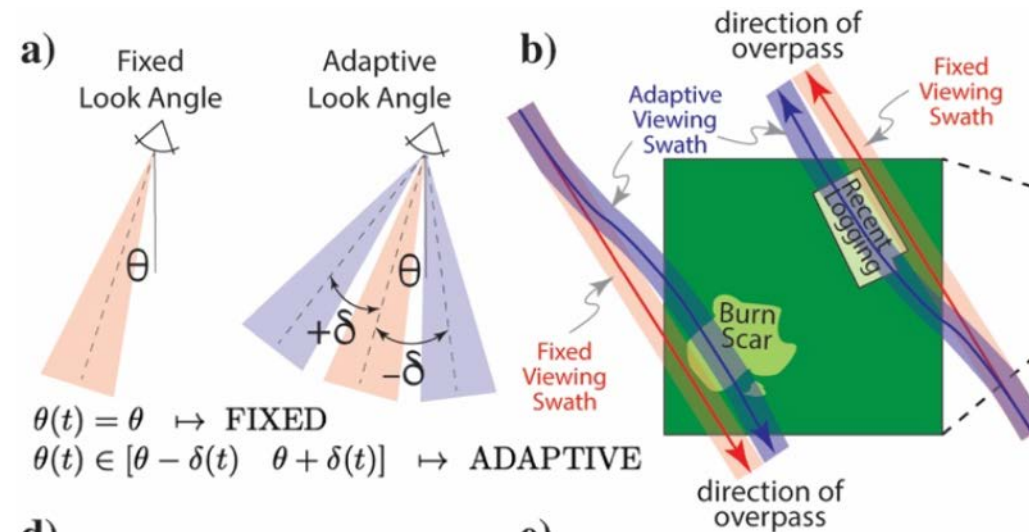 a)
Fixed
Look Angle
Adaptive
Look Angle
θ
θ
+δ
−δ
θ(t) = θ ↦ FIXED
θ(t) ∈ [θ − δ(t) θ + δ(t)] ↦ ADAPTIVE
b)
direction of
overpass
Adaptive
Viewing
Swath
Fixed
Viewing
Swath
Recent
Logging
Burn
Scar
Fixed
Viewing
Swath
direction of
overpass
d)